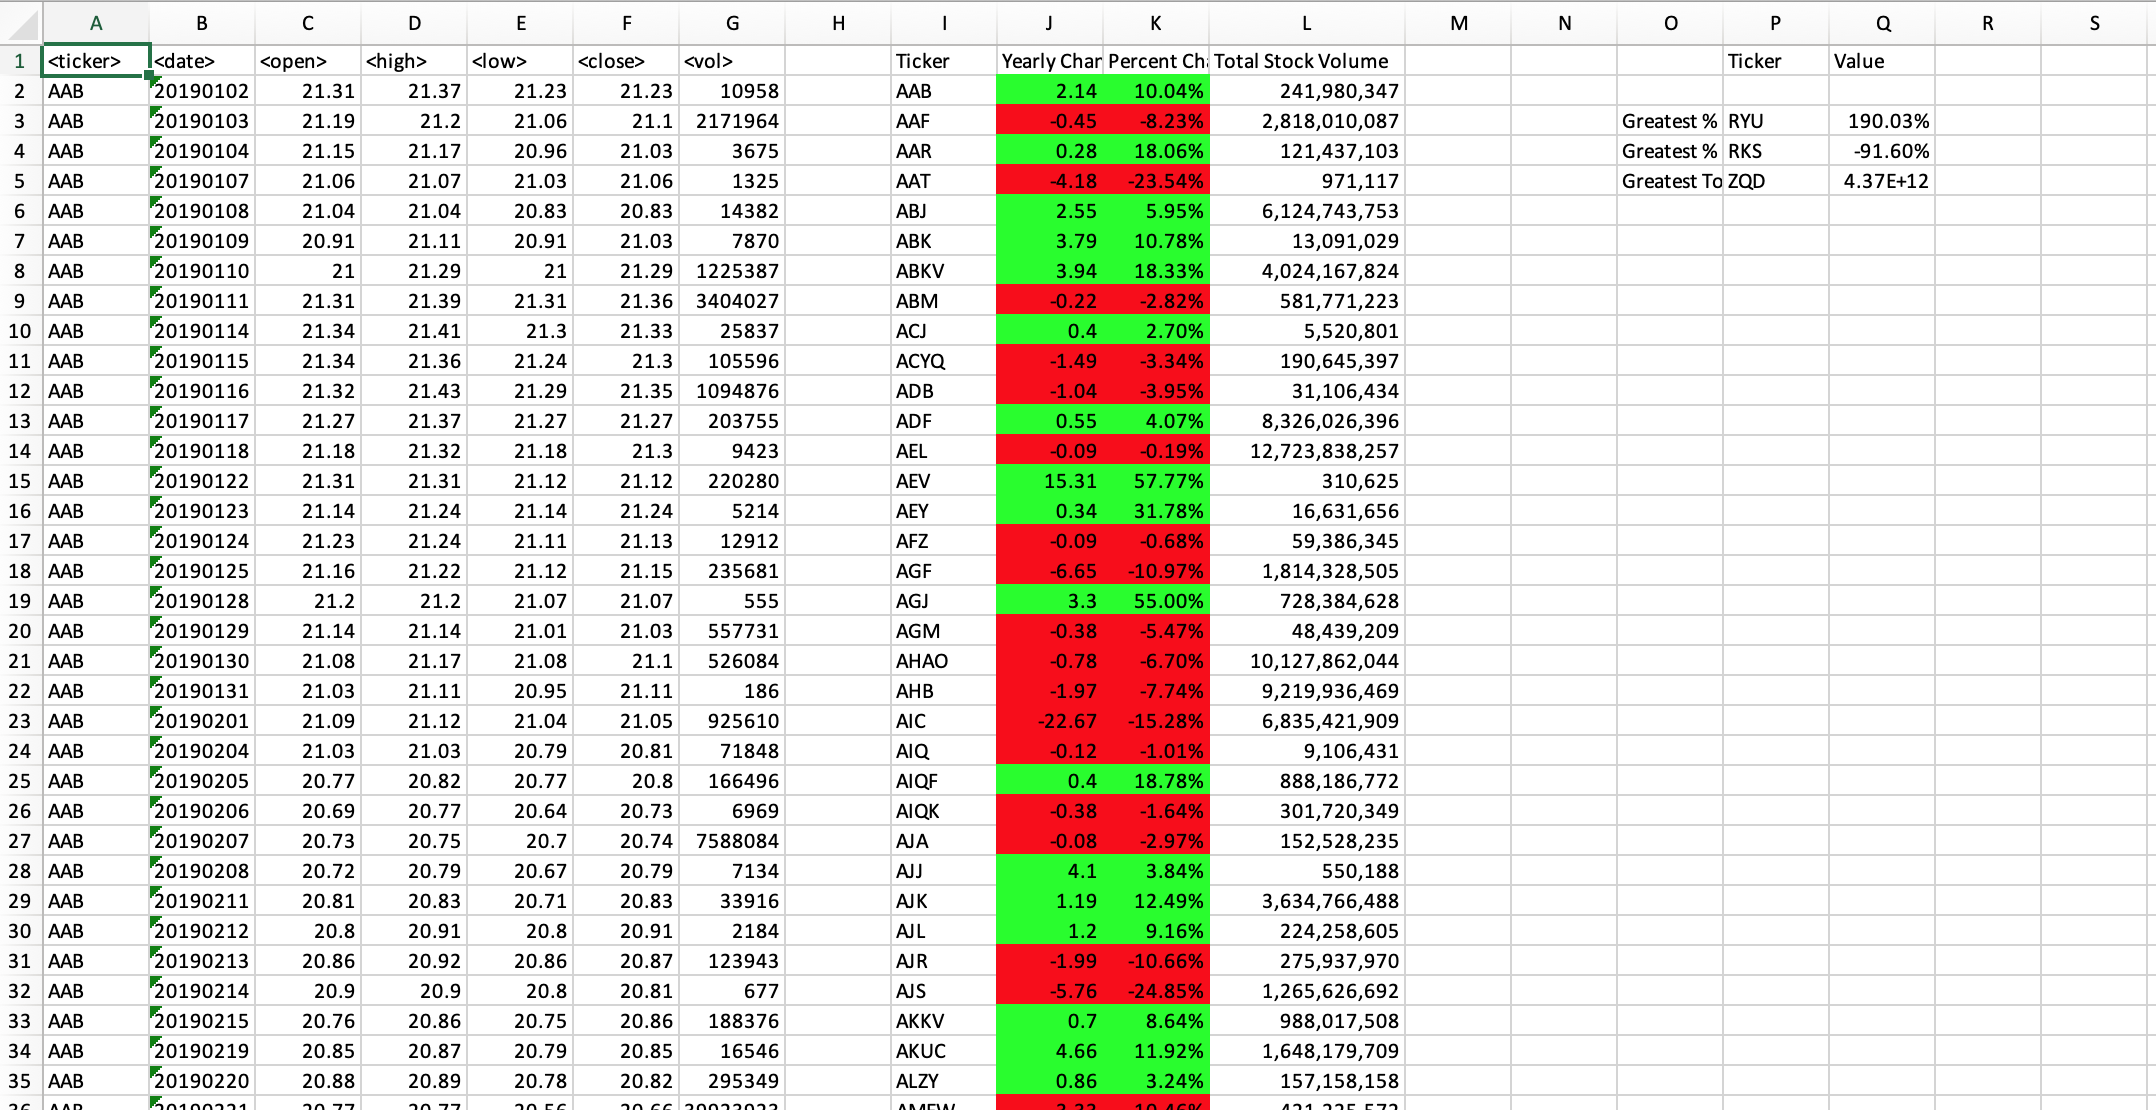 A B C D E F G H I J K L M N O P Q R S
1 <ticker> <date> <open> <high> <low> <close> <vol> Ticker Yearly Char Percent Ch Total Stock Volume Ticker Value
2 AAB 20190102 21.31 21.37 21.23 21.23 10958 AAB 2.14 10.04% 241,980,347
3 AAB 20190103 21.19 21.2 21.06 21.1 2171964 AAF -0.45 -8.23% 2,818,010,087 Greatest % RYU 190.03%
4 AAB 20190104 21.15 21.17 20.96 21.03 3675 AAR 0.28 18.06% 121,437,103 Greatest % RKS -91.60%
5 AAB 20190107 21.06 21.07 21.03 21.06 1325 AAT -4.18 -23.54% 971,117 Greatest To ZQD 4.37E+12
6 AAB 20190108 21.04 21.04 20.83 20.83 14382 ABJ 2.55 5.95% 6,124,743,753
7 AAB 20190109 20.91 21.11 20.91 21.03 7870 ABK 3.79 10.78% 13,091,029
8 AAB 20190110 21 21.29 21 21.29 1225387 ABKV 3.94 18.33% 4,024,167,824
9 AAB 20190111 21.31 21.39 21.31 21.36 3404027 ABM -0.22 -2.82% 581,771,223
10 AAB 20190114 21.34 21.41 21.3 21.33 25837 ACJ 0.4 2.70% 5,520,801
11 AAB 20190115 21.34 21.36 21.24 21.3 105596 ACYQ -1.49 -3.34% 190,645,397
12 AAB 20190116 21.32 21.43 21.29 21.35 1094876 ADB -1.04 -3.95% 31,106,434
13 AAB 20190117 21.27 21.37 21.27 21.27 203755 ADF 0.55 4.07% 8,326,026,396
14 AAB 20190118 21.18 21.32 21.18 21.3 9423 AEL -0.09 -0.19% 12,723,838,257
15 AAB 20190122 21.31 21.31 21.12 21.12 220280 AEV 15.31 57.77% 310,625
16 AAB 20190123 21.14 21.24 21.14 21.24 5214 AEY 0.34 31.78% 16,631,656
17 AAB 20190124 21.23 21.24 21.11 21.13 12912 AFZ -0.09 -0.68% 59,386,345
18 AAB 20190125 21.16 21.22 21.12 21.15 235681 AGF -6.65 -10.97% 1,814,328,505
19 AAB 20190128 21.2 21.2 21.07 21.07 555 AGJ 3.3 55.00% 728,384,628
20 AAB 20190129 21.14 21.14 21.01 21.03 557731 AGM -0.38 -5.47% 48,439,209
21 AAB 20190130 21.08 21.17 21.08 21.1 526084 AHAO -0.78 -6.70% 10,127,862,044
22 AAB 20190131 21.03 21.11 20.95 21.11 186 AHB -1.97 -7.74% 9,219,936,469
23 AAB 20190201 21.09 21.12 21.04 21.05 925610 AIC -22.67 -15.28% 6,835,421,909
24 AAB 20190204 21.03 21.03 20.79 20.81 71848 AIQ -0.12 -1.01% 9,106,431
25 AAB 20190205 20.77 20.82 20.77 20.8 166496 AIQF 0.4 18.78% 888,186,772
26 AAB 20190206 20.69 20.77 20.64 20.73 6969 AIQK -0.38 -1.64% 301,720,349
27 AAB 20190207 20.73 20.75 20.7 20.74 7588084 AJA -0.08 -2.97% 152,528,235
28 AAB 20190208 20.72 20.79 20.67 20.79 7134 AJJ 4.1 3.84% 550,188
29 AAB 20190211 20.81 20.83 20.71 20.83 33916 AJK 1.19 12.49% 3,634,766,488
30 AAB 20190212 20.8 20.91 20.8 20.91 2184 AJL 1.2 9.16% 224,258,605
31 AAB 20190213 20.86 20.92 20.86 20.87 123943 AJR -1.99 -10.66% 275,937,970
32 AAB 20190214 20.9 20.9 20.8 20.81 677 AJS -5.76 -24.85% 1,265,626,692
33 AAB 20190215 20.76 20.86 20.75 20.86 188376 AKKV 0.7 8.64% 988,017,508
34 AAB 20190219 20.85 20.87 20.79 20.85 16546 AKUC 4.66 11.92% 1,648,179,709
35 AAB 20190220 20.88 20.89 20.78 20.82 295349 ALZY 0.86 3.24% 157,158,158